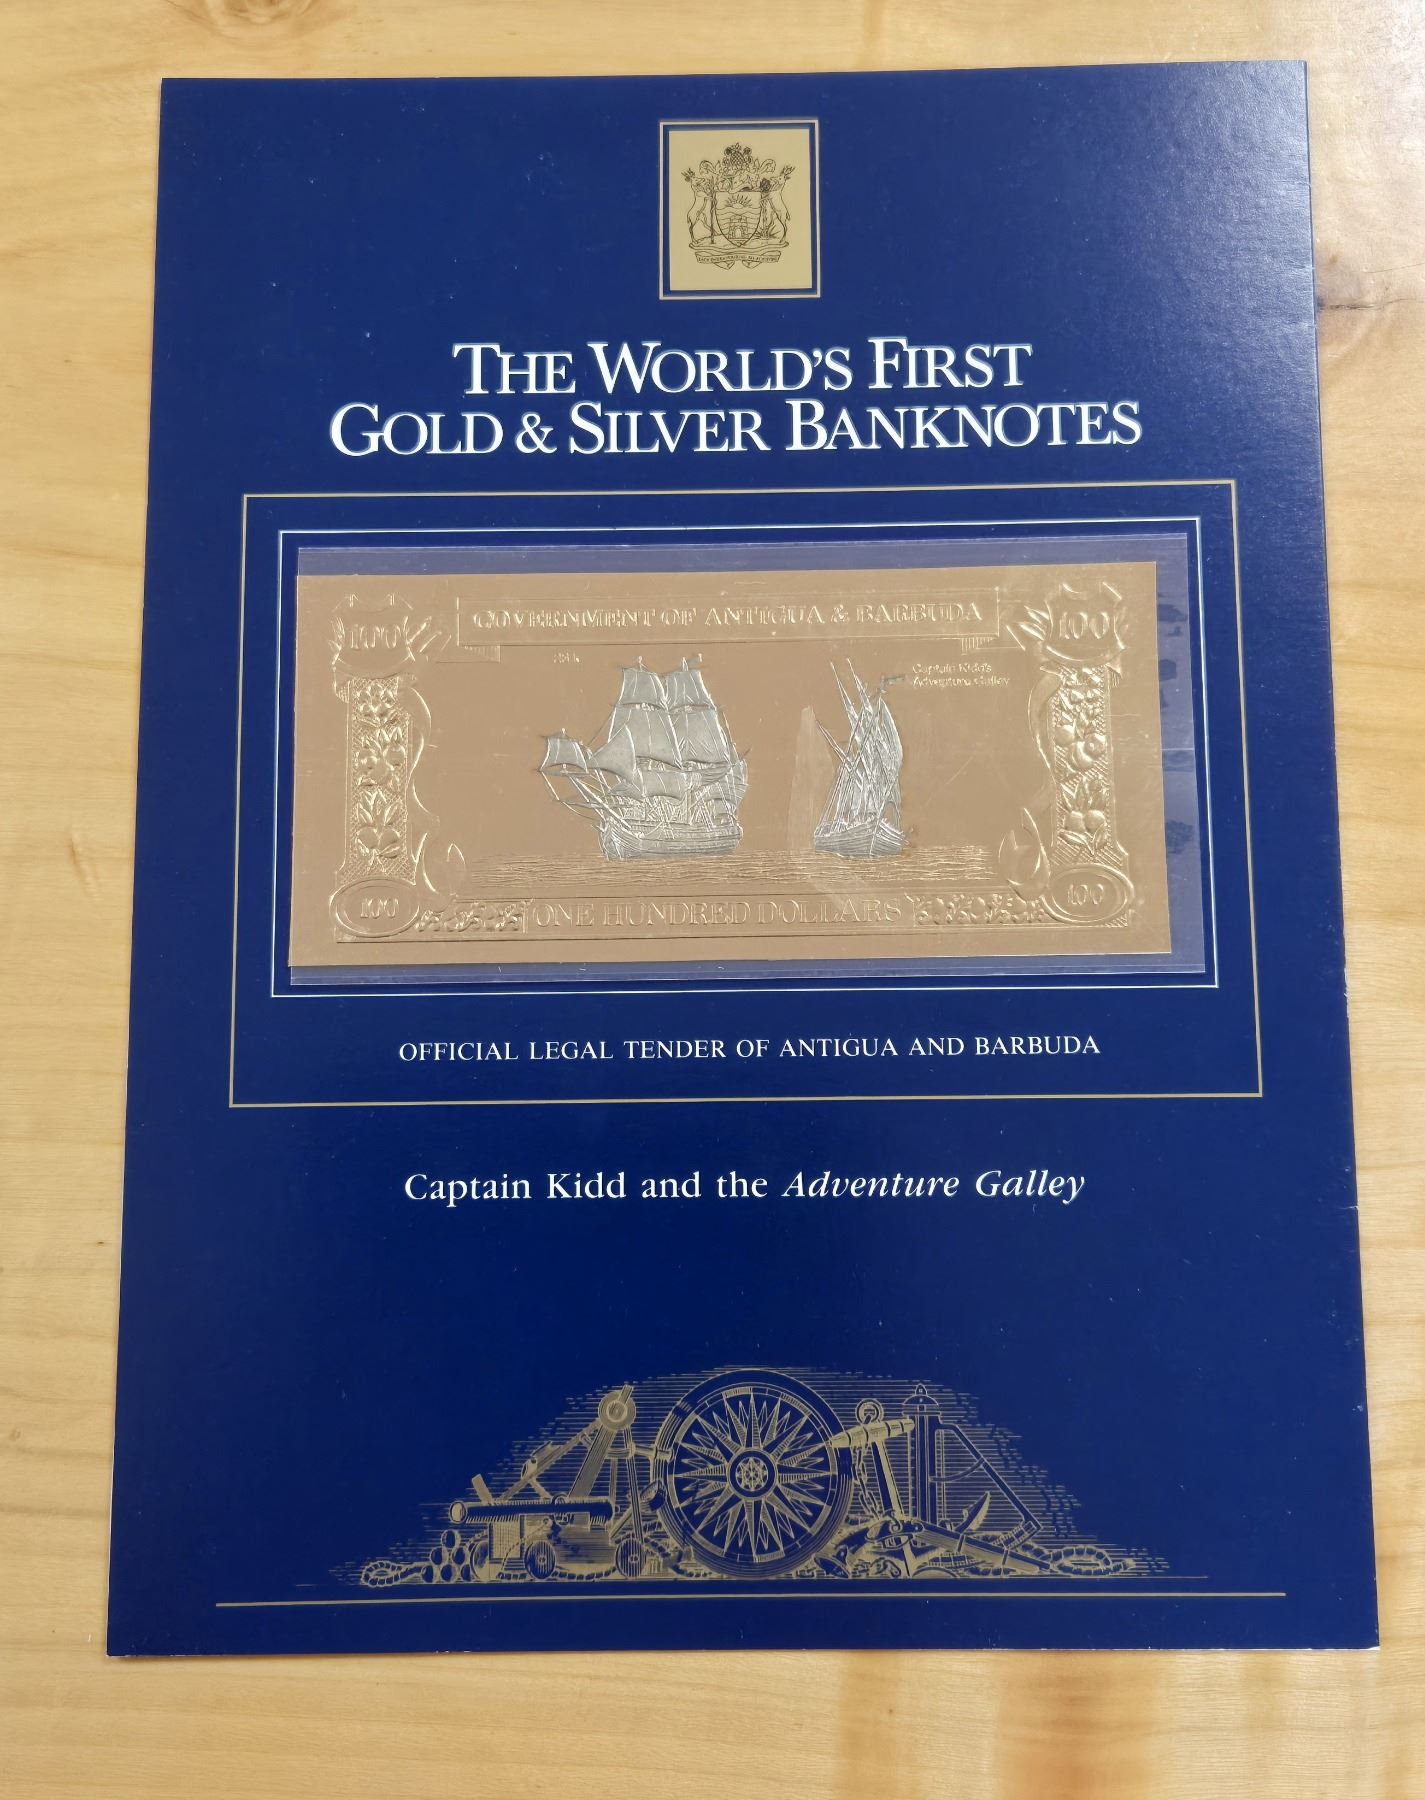 THE WORLD'S FIRST
GOLD & SILVER BANKNOTES
100
GOVERNMENT OF ANTIGUA & BARBUDA
100
Captain Kidd's
Adventure Galley
100
ONE HUNDRED DOLLARS
100
OFFICIAL LEGAL TENDER OF ANTIGUA AND BARBUDA
Captain Kidd and the Adventure Galley